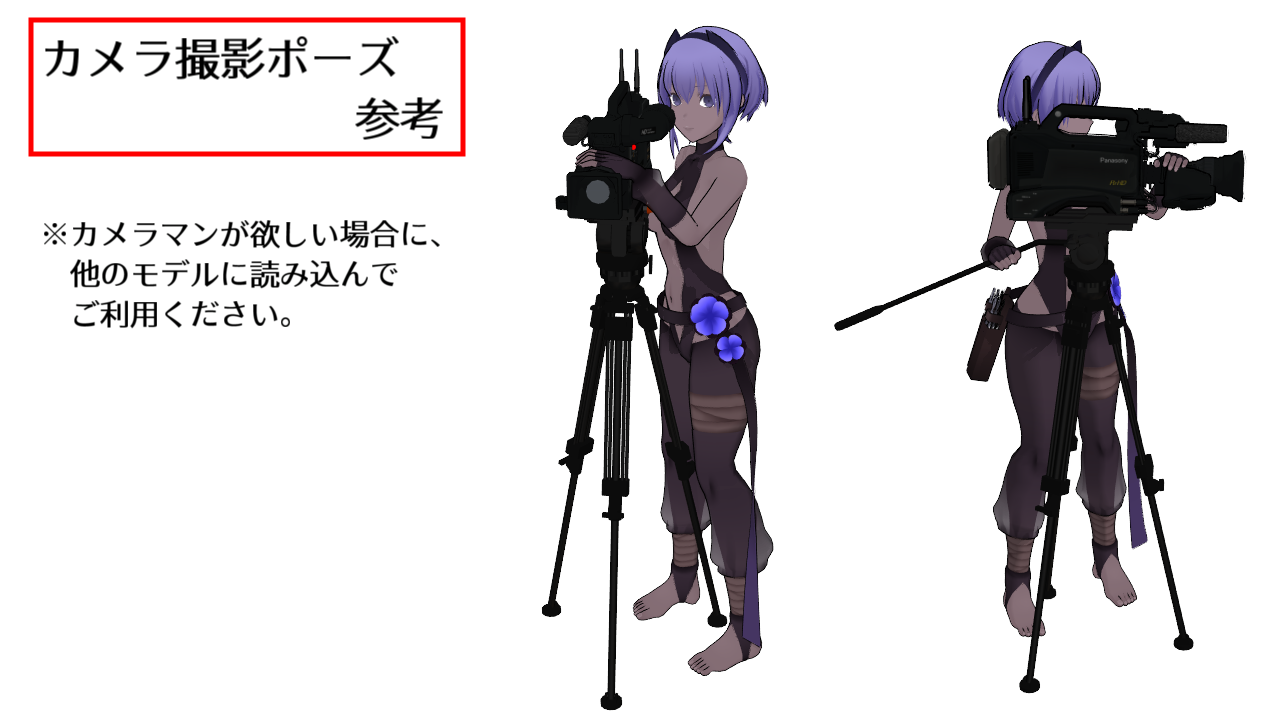 カメラ撮影ポーズ
参考
※カメラマンが欲しい場合に、
他のモデルに読み込んで
ご利用ください。
Panasony